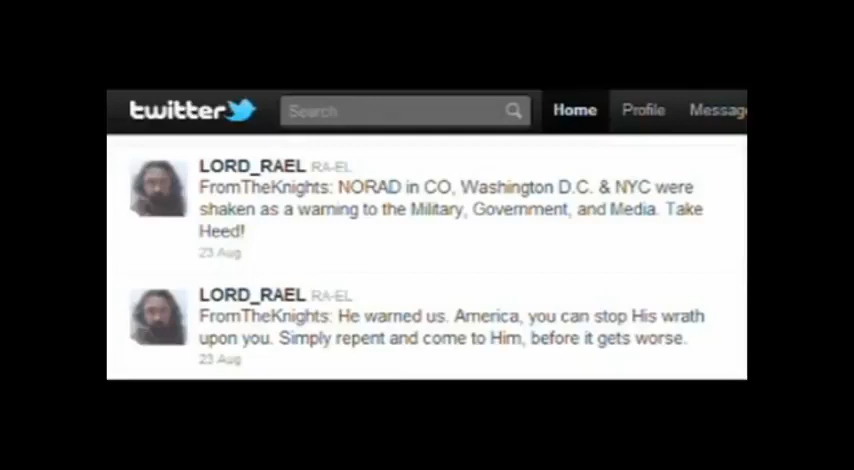 twitter Search Home Profile Messag
LORD_RAEL RA-EL
FromTheKnights: NORAD in CO, Washington D.C. & NYC were
shaken as a warning to the Military, Government, and Media. Take
Heed!
23 Aug
LORD_RAEL RA-EL
FromTheKnights: He warned us. America, you can stop His wrath
upon you. Simply repent and come to Him, before it gets worse.
23 Aug